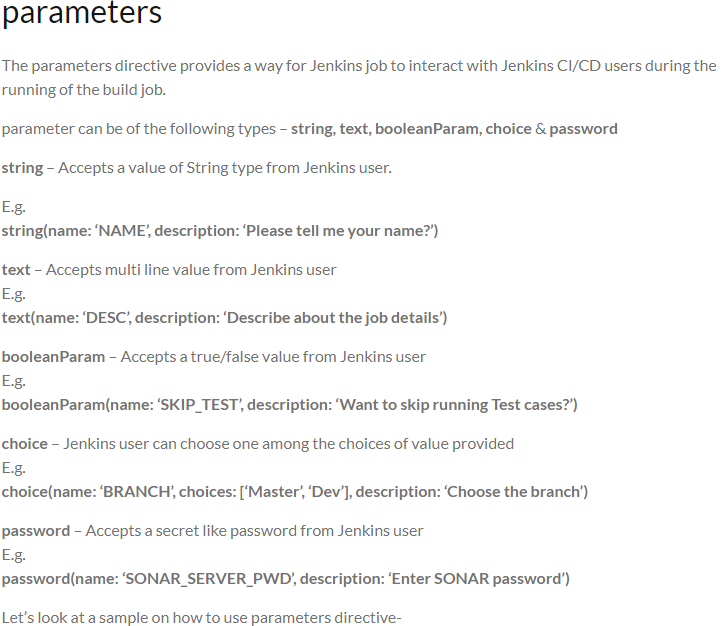 parameters
The parameters directive provides a way for Jenkins job to interact with Jenkins CI/CD users during the
running of the build job.
parameter can be of the following types – string, text, booleanParam, choice & password
string – Accepts a value of String type from Jenkins user.
E.g.
string(name: ‘NAME’, description: ‘Please tell me your name?’)
text – Accepts multi line value from Jenkins user
E.g.
text(name: ‘DESC’, description: ‘Describe about the job details’)
booleanParam – Accepts a true/false value from Jenkins user
E.g.
booleanParam(name: ‘SKIP_TEST’, description: ‘Want to skip running Test cases?’)
choice – Jenkins user can choose one among the choices of value provided
E.g.
choice(name: ‘BRANCH’, choices: [‘Master’, ‘Dev’], description: ‘Choose the branch’)
password – Accepts a secret like password from Jenkins user
E.g.
password(name: ‘SONAR_SERVER_PWD’, description: ‘Enter SONAR password’)
Let’s look at a sample on how to use parameters directive-